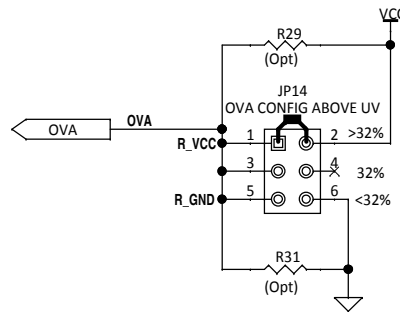 VCC
R29
(Opt)
JP14
OVA CONFIG ABOVE UV
OVA OVA
R_VCC 1 2 >32%
3 4 32%
R_GND 5 6 <32%
R31
(Opt)